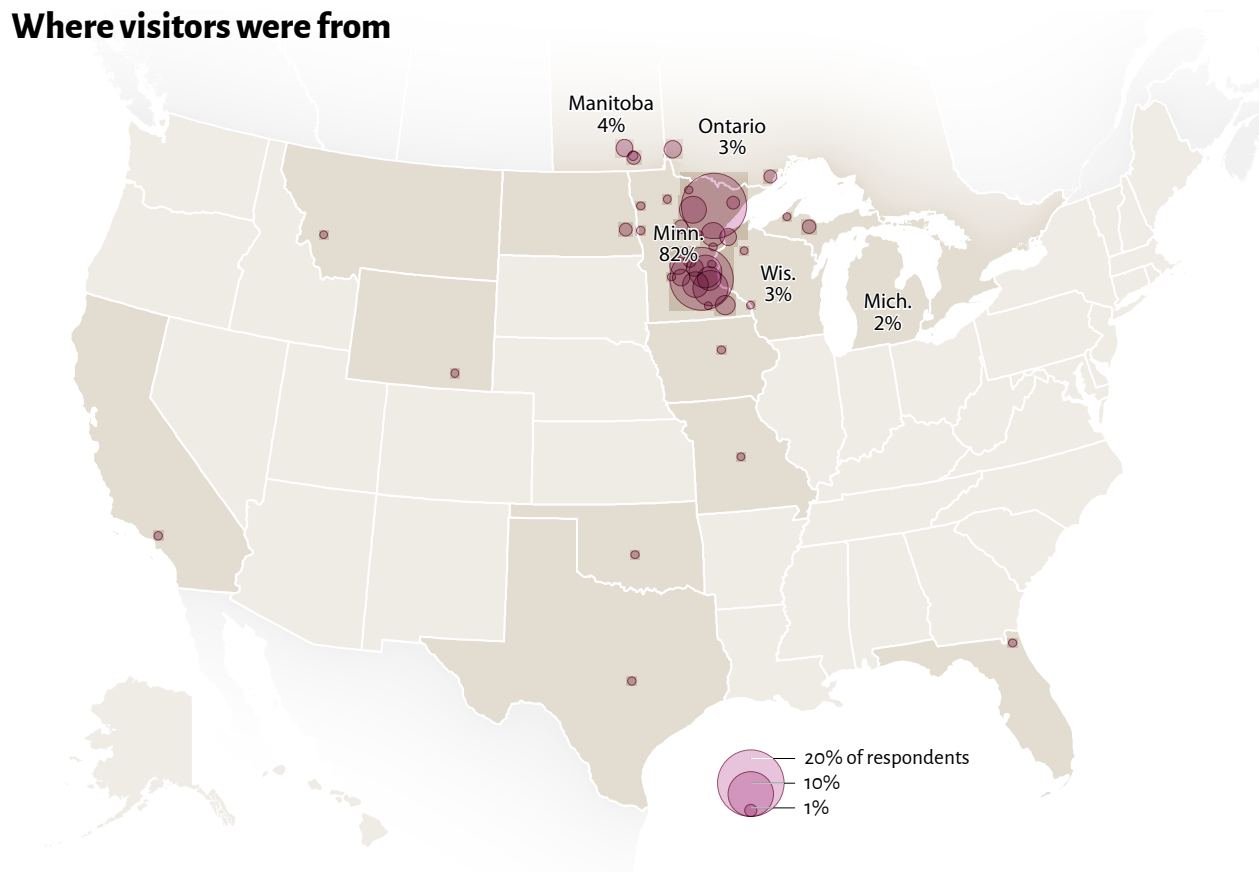 Where visitors were from
Manitoba
4%
Ontario
3%
Minn.
82%
Wis.
3%
Mich.
2%
20% of respondents
10%
1%